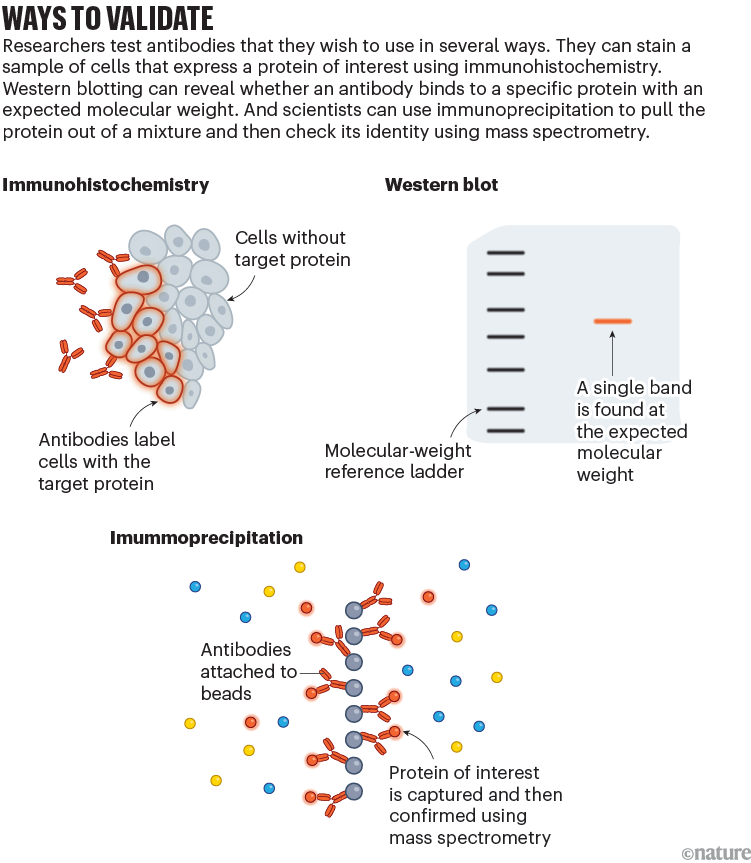 WAYS TO VALIDATE
Researchers test antibodies that they wish to use in several ways. They can stain a
sample of cells that express a protein of interest using immunohistochemistry.
Western blotting can reveal whether an antibody binds to a specific protein with an
expected molecular weight. And scientists can use immunoprecipitation to pull the
protein out of a mixture and then check its identity using mass spectrometry.
Immunohistochemistry
Cells without
target protein
Antibodies label
cells with the
target protein
Western blot
Molecular-weight
reference ladder
A single band
is found at
the expected
molecular
weight
Imummoprecipitation
Antibodies
attached to
beads
Protein of interest
is captured and then
confirmed using
mass spectrometry
©nature